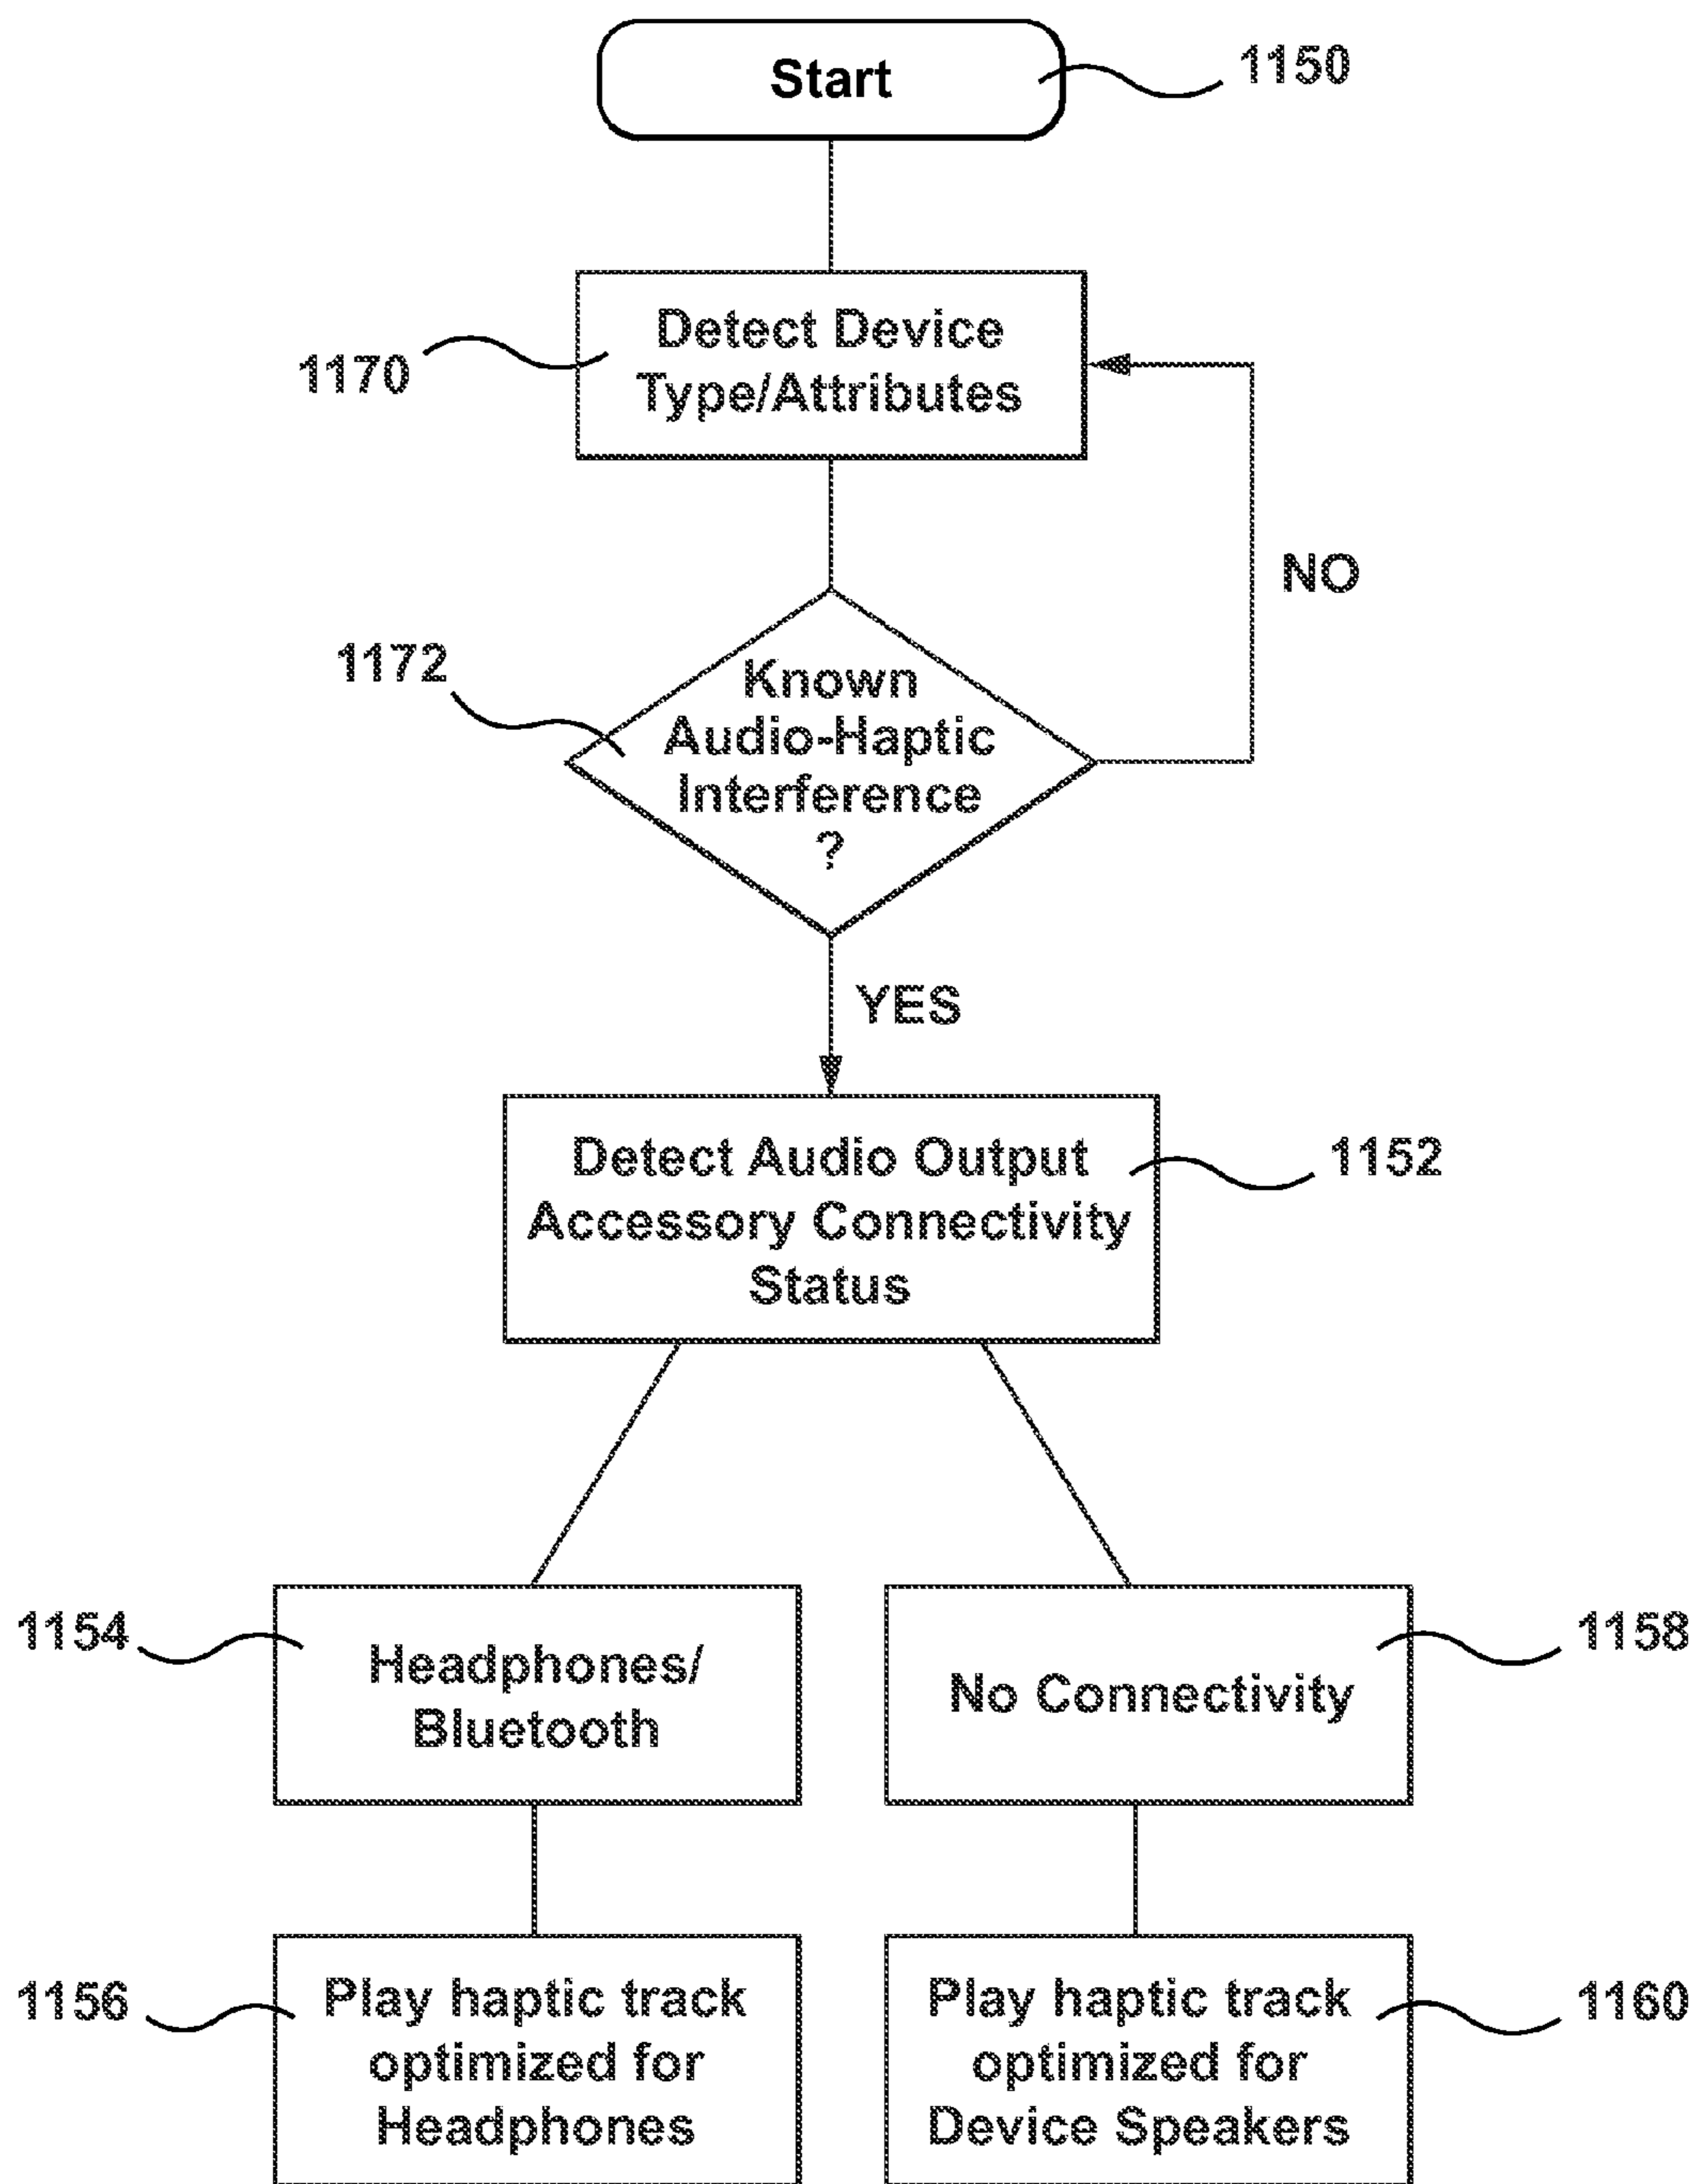 Start
1150
Detect Device
Type/Attributes
1170
NO
1172
Known
Audio-Haptic
Interference
?
YES
Detect Audio Output
Accessory Connectivity
Status
1152
1154
Headphones/
Bluetooth
No Connectivity
1158
1156
Play haptic track
optimized for
Headphones
Play haptic track
optimized for
Device Speakers
1160